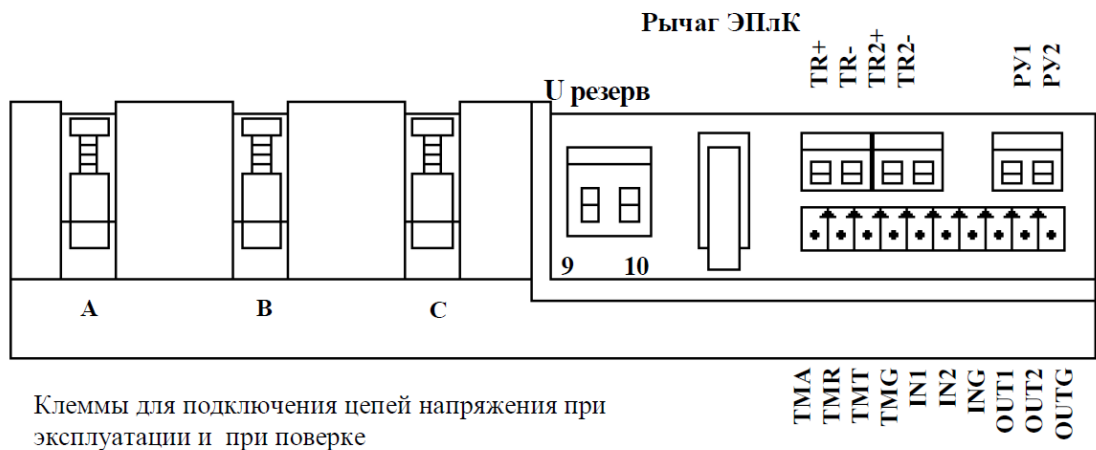 Рычаг ЭПлК
TR+
TR-
TR2+
TR2-
РУ1
РУ2
U резерв
9 10
A B C
TMA
TMR
TMT
TMG
IN1
IN2
ING
OUT1
OUT2
OUTG
Клеммы для подключения цепей напряжения при
эксплуатации и при поверке